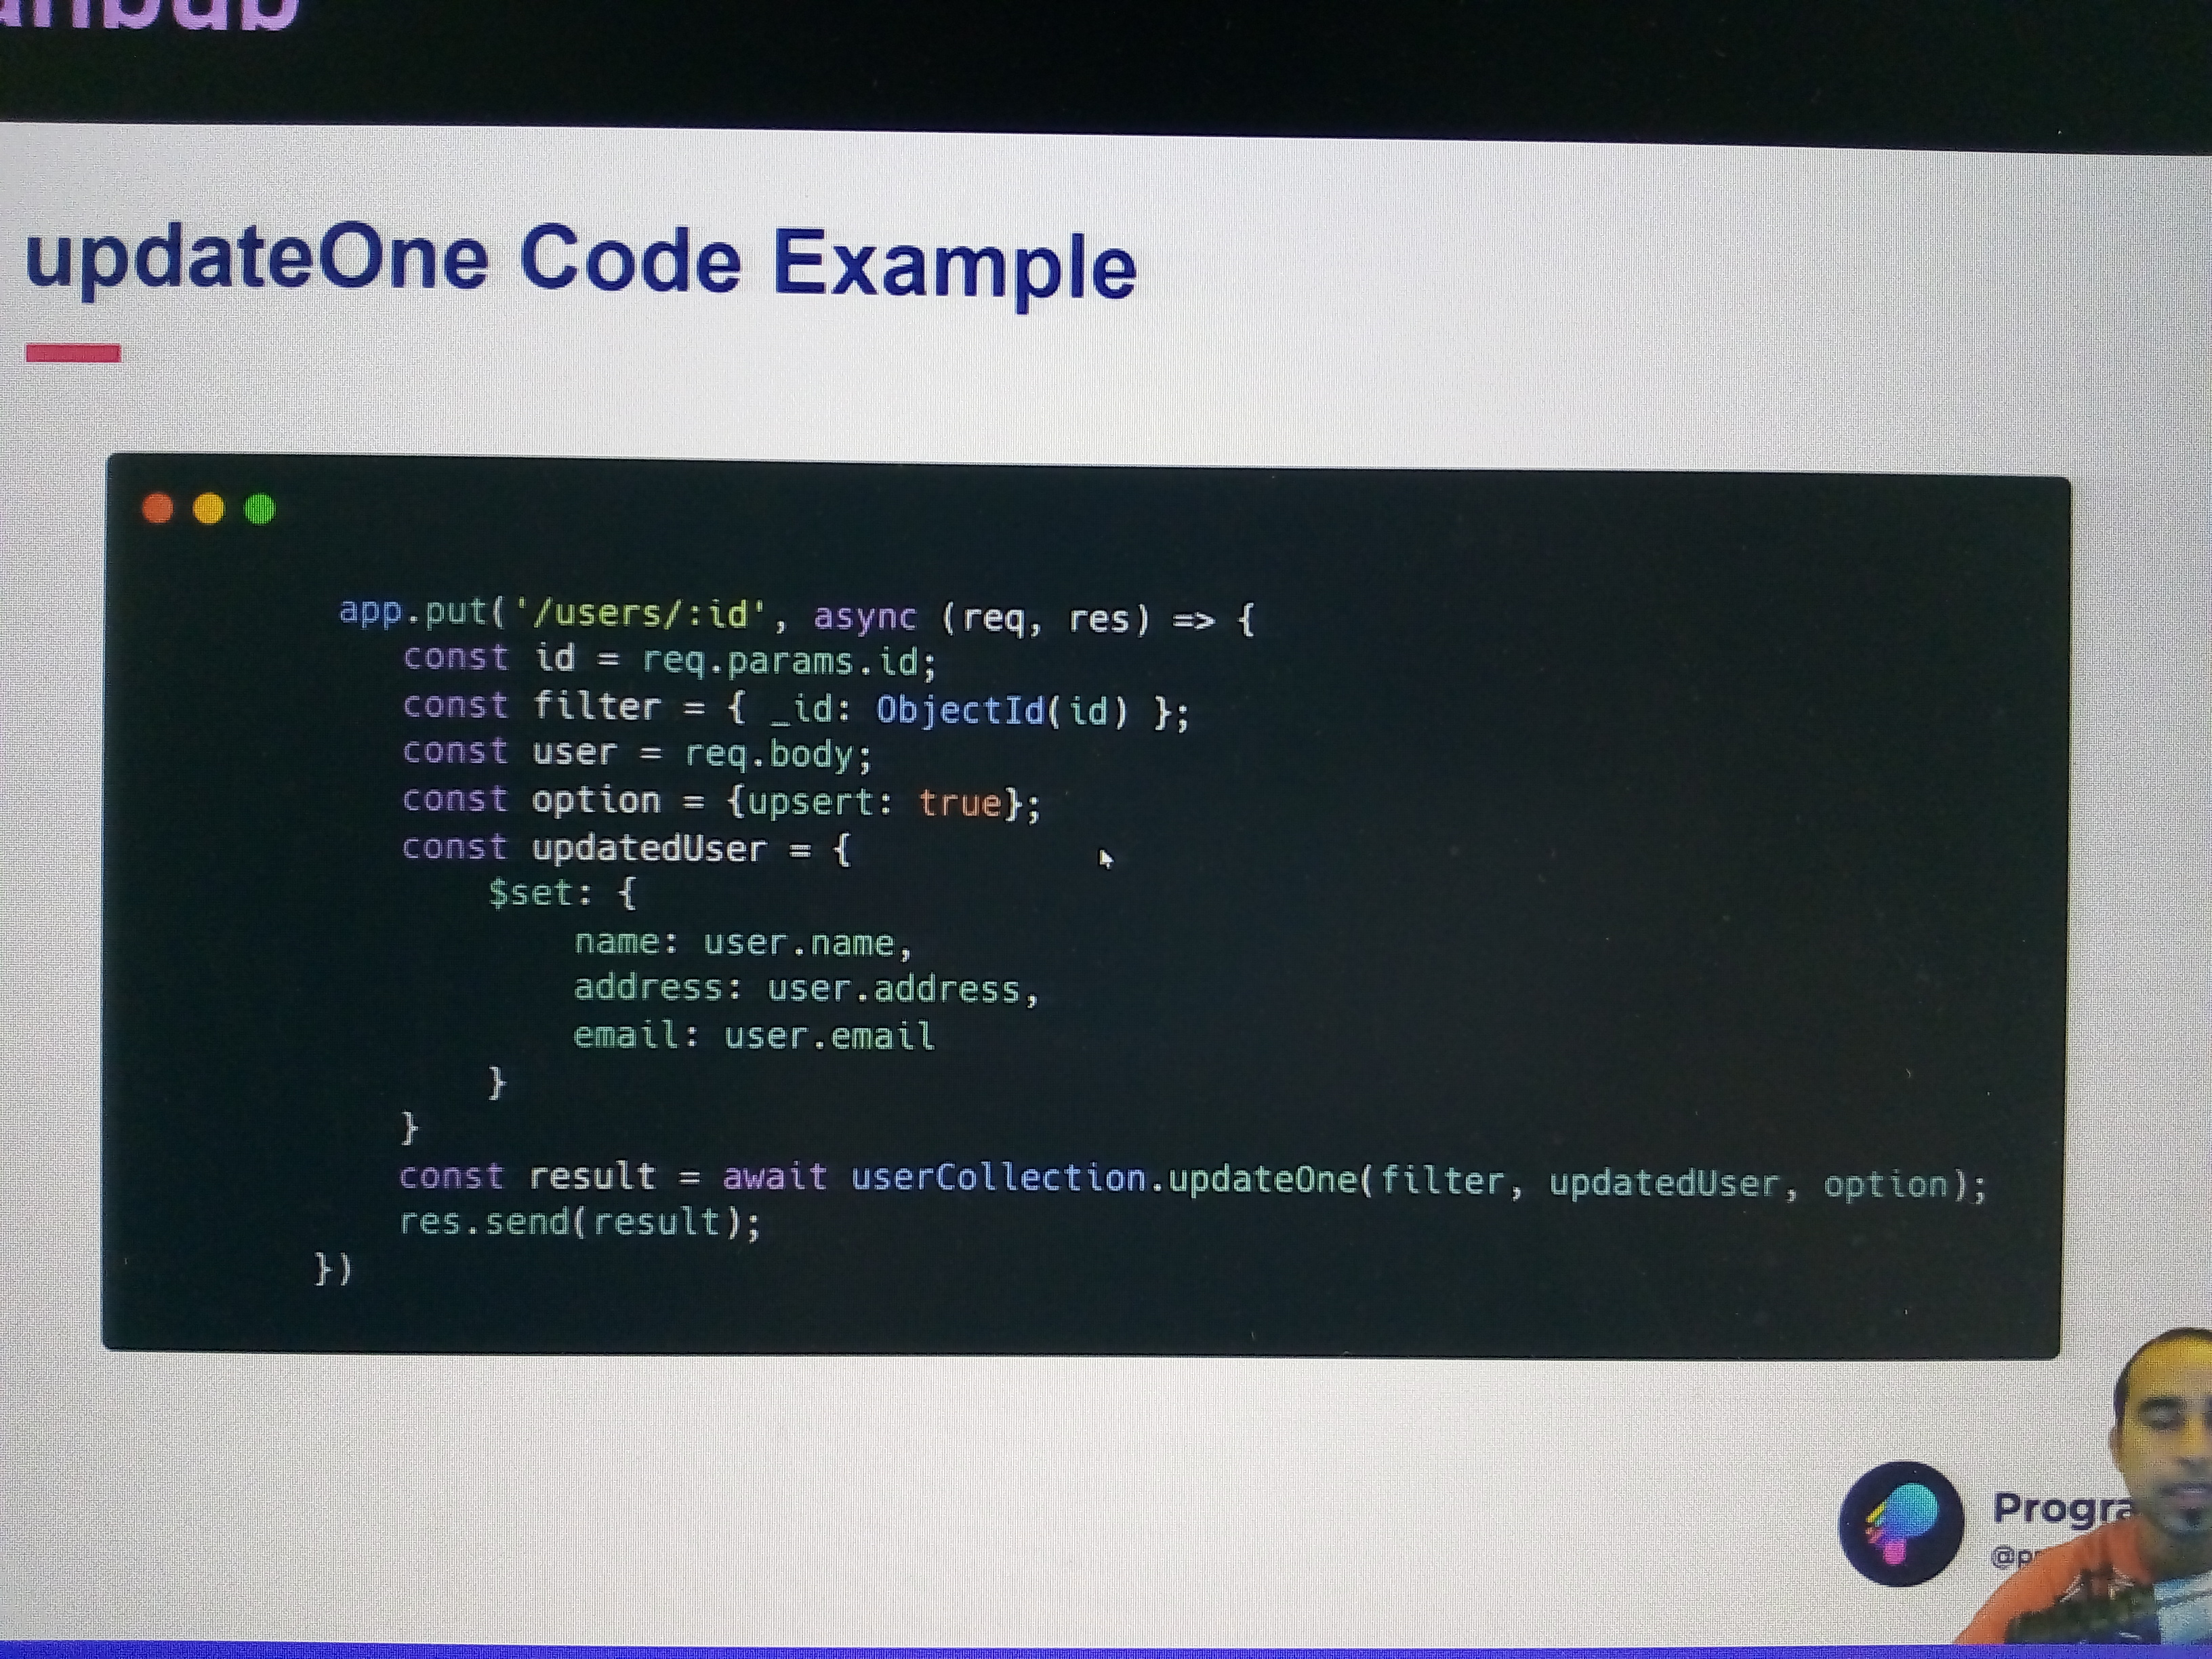 updateOne Code Example
app.put('/users/:id', async (req, res) => {
const id = req.params.id;
const filter = { _id: ObjectId(id) };
const user = req.body;
const option = {upsert: true};
const updatedUser = {
$set: {
name: user.name,
address: user.address,
email: user.email
}
}
const result = await userCollection.updateOne(filter, updatedUser, option);
res.send(result);
})
Progra
@p